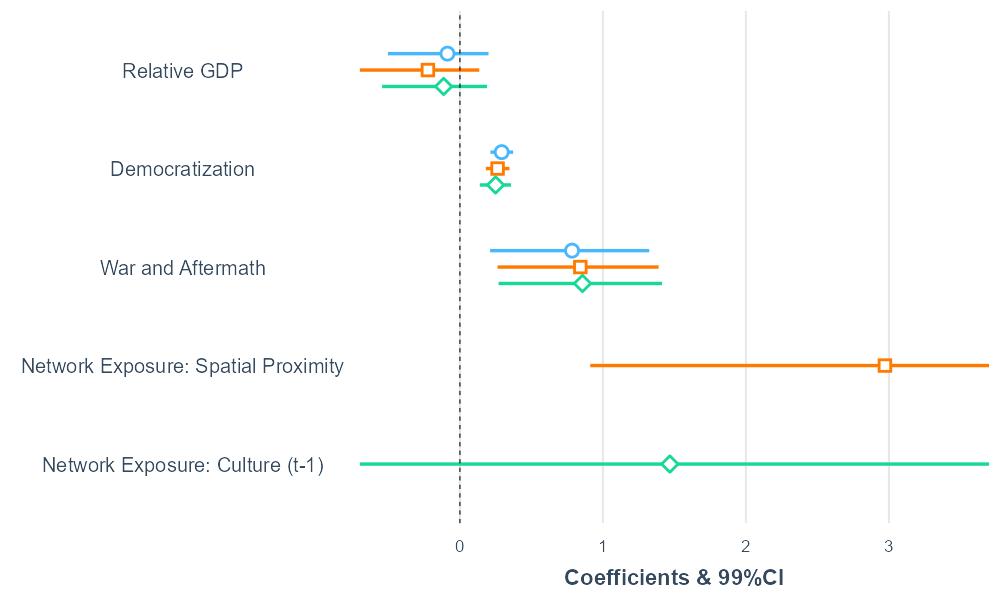 Relative GDP
Democratization
War and Aftermath
Network Exposure: Spatial Proximity
Network Exposure: Culture (t-1)
0 1 2 3
Coefficients & 99%CI